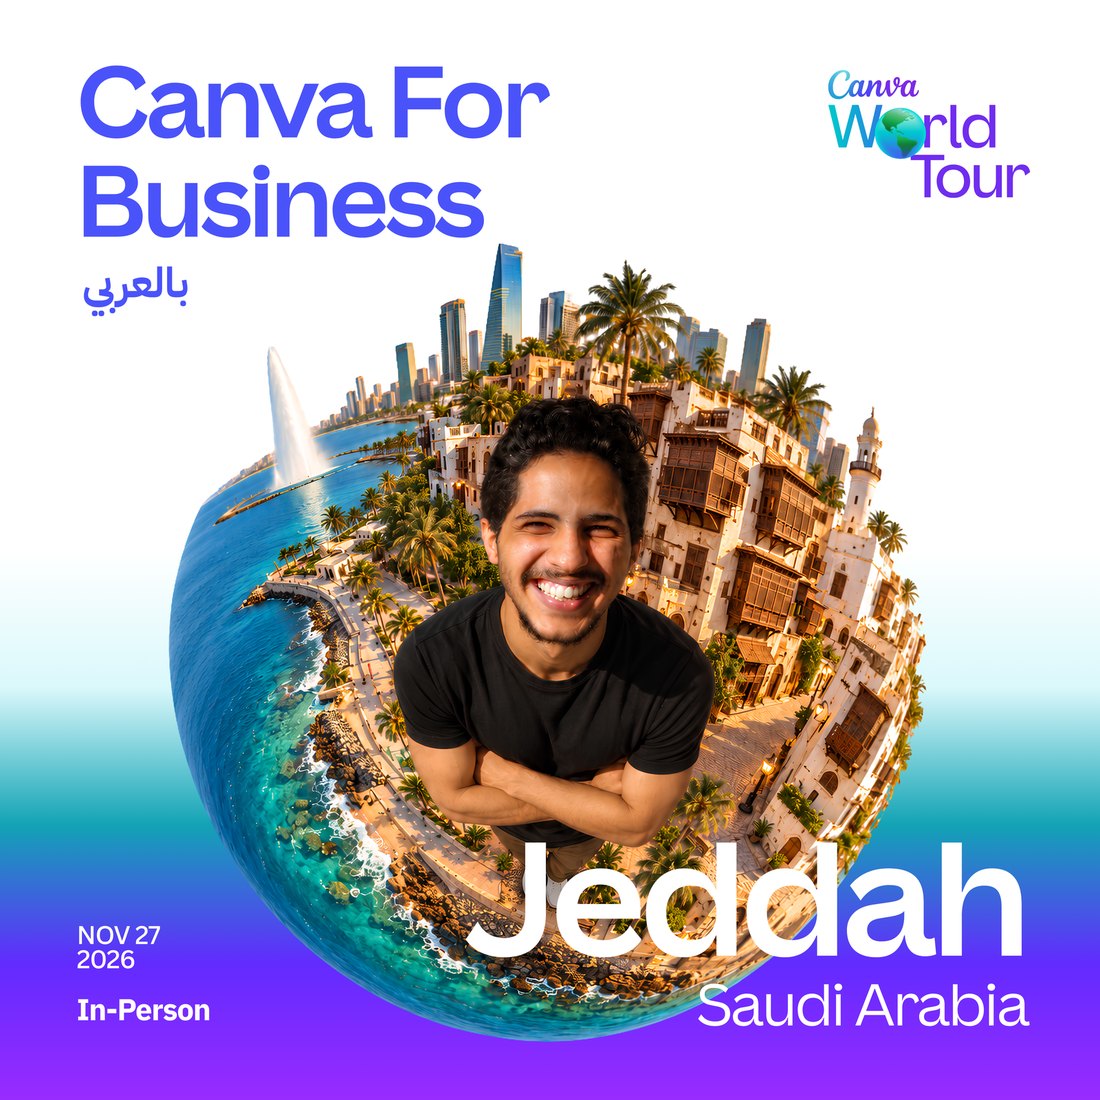 Canva For
Business
بالعربي
Canva
World
Tour
NOV 27
2026
In-Person
Jeddah
Saudi Arabia